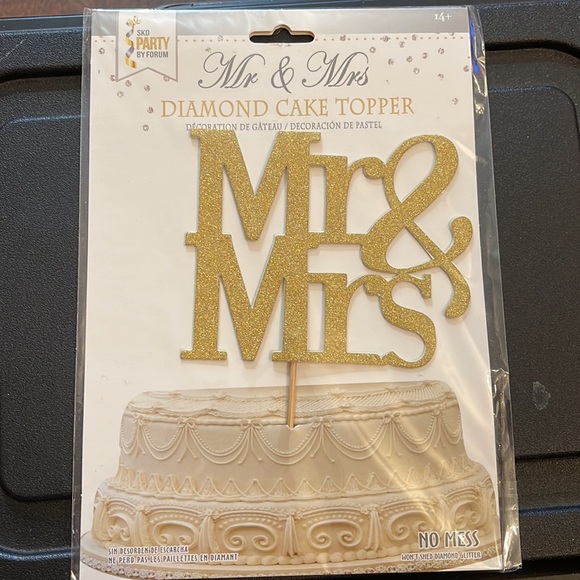 SKD
PARTY
BY FORUM
14+
Mr & Mrs
DIAMOND CAKE TOPPER
DÉCORATION DE GÂTEAU / DECORACIÓN DE PASTEL
Mr&
Mrs
SIN DESORDEN DE ESCARCHA
NE PERD PAS LES PAILLETTES EN DIAMANT
NO MESS
WON'T SHED DIAMOND GLITTER